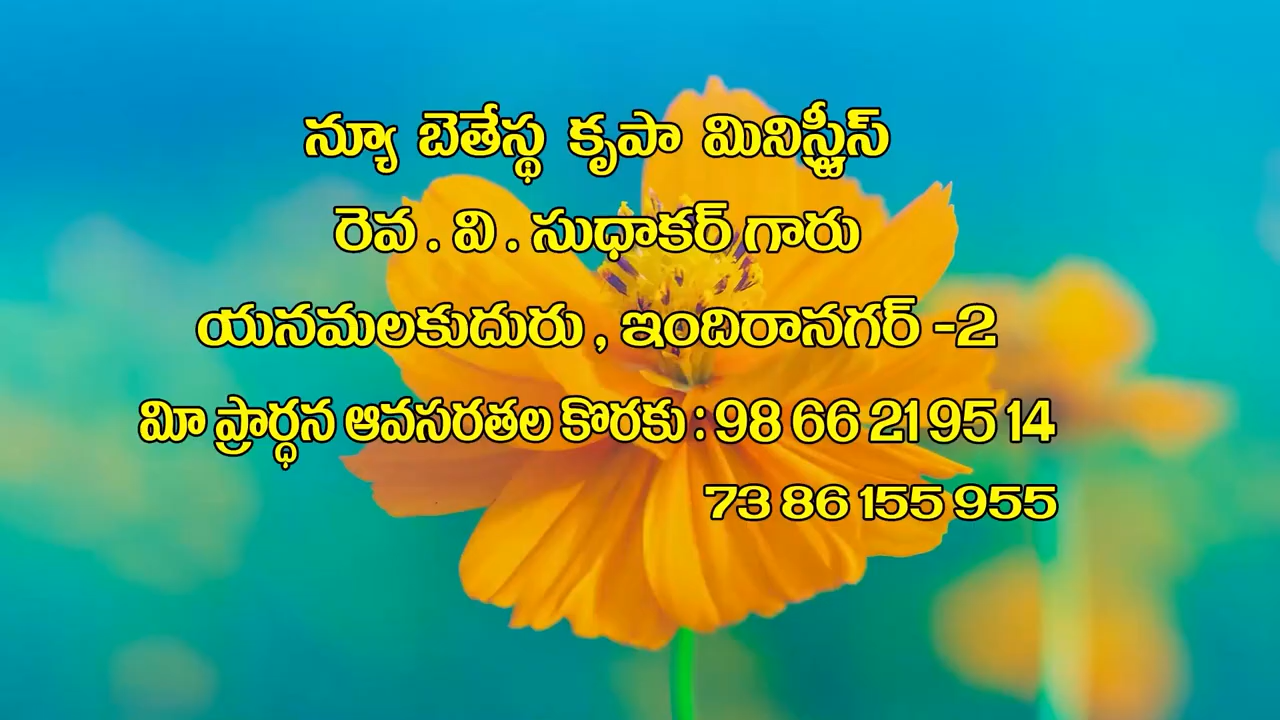 న్యూ బెతేస్థ కృపా మినిస్ట్రీస్
రెవ . వి . సుధాకర్ గారు
యనమలకుదురు , ఇందిరానగర్ -2
మీ ప్రార్ధన ఆవసరతల కొరకు : 98 66 21 95 14
73 86 155 955